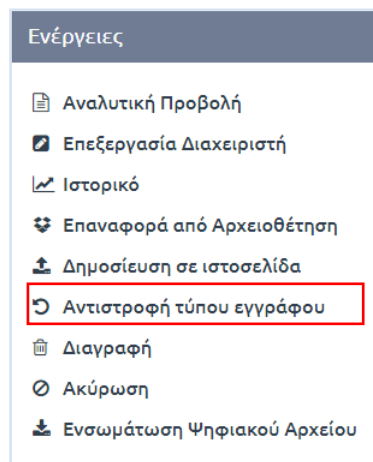 Ενέργειες
Αναλυτική Προβολή
Επεξεργασία Διαχειριστή
Ιστορικό
Επαναφορά από Αρχειοθέτηση
Δημοσίευση σε ιστοσελίδα
Αντιστροφή τύπου εγγράφου
Διαγραφή
Ακύρωση
Ενσωμάτωση Ψηφιακού Αρχείου